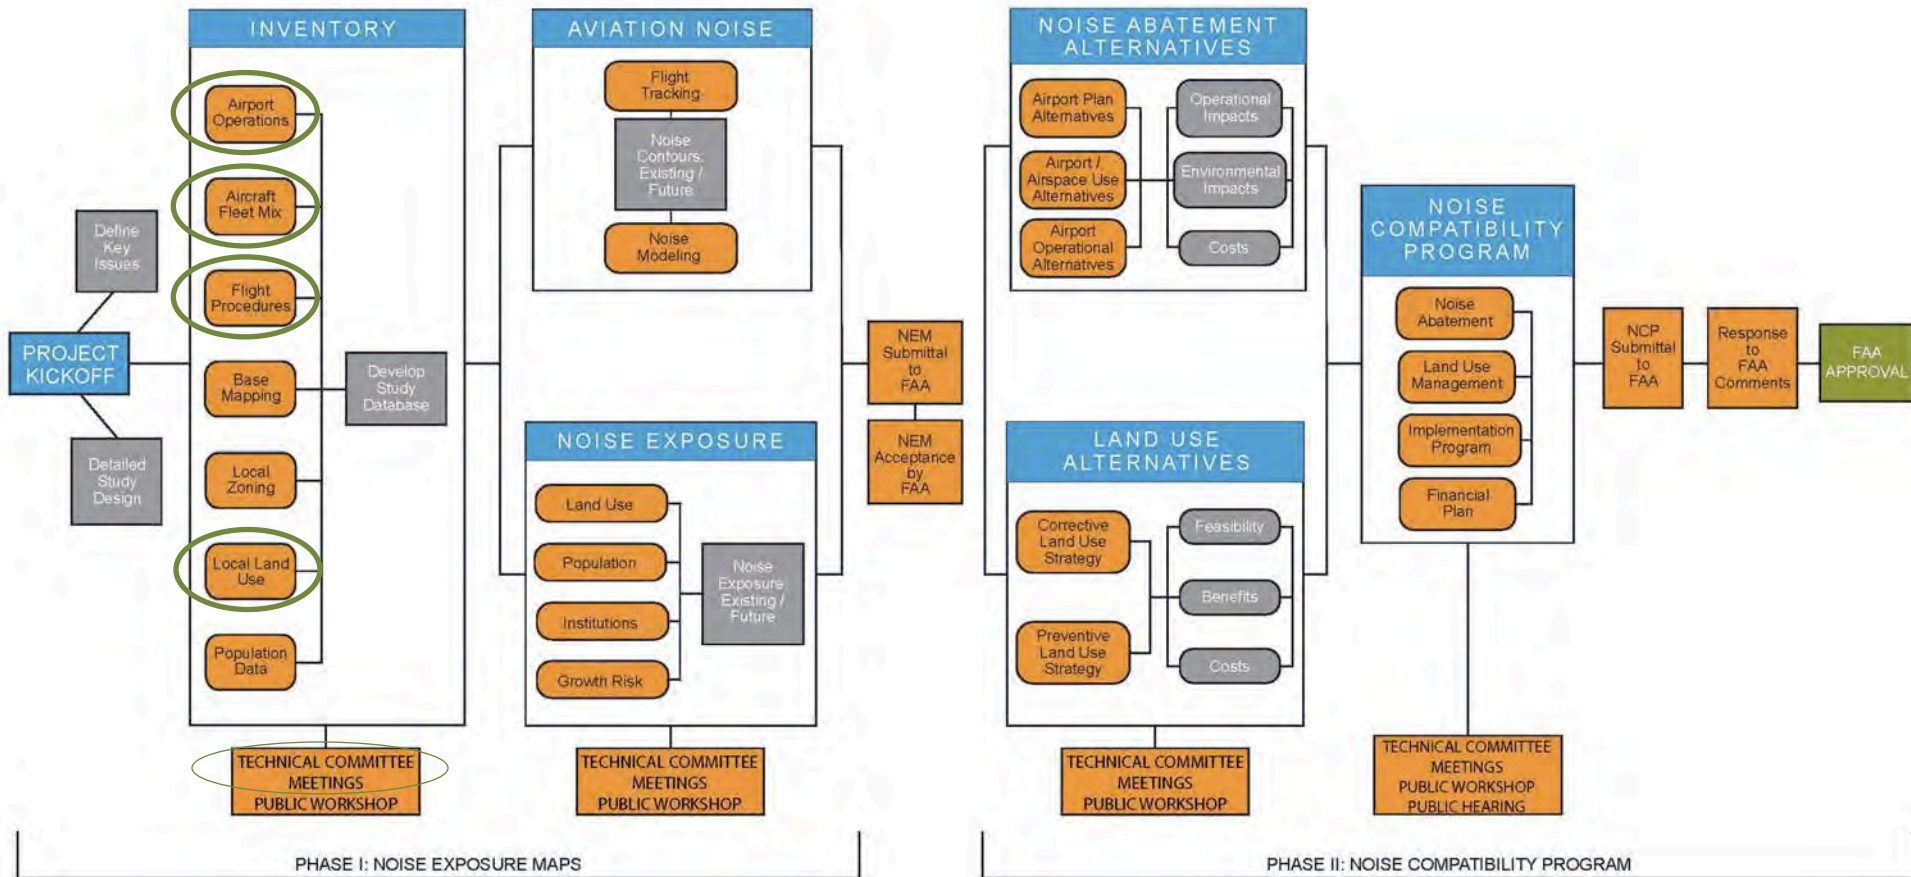 PROJECT
KICKOFF
Define
Key
Issues
Detailed
Study
Design
INVENTORY
Airport
Operations
Aircraft
Fleet Mix
Flight
Procedures
Base
Mapping
Local
Zoning
Local Land
Use
Population
Data
Develop
Study
Database
TECHNICAL COMMITTEE
MEETINGS
PUBLIC WORKSHOP
AVIATION NOISE
Flight
Tracking
Noise
Contours:
Existing /
Future
Noise
Modeling
NOISE EXPOSURE
Land Use
Population
Institutions
Growth Risk
Noise
Exposure:
Existing /
Future
TECHNICAL COMMITTEE
MEETINGS
PUBLIC WORKSHOP
NEM
Submittal
to
FAA
NEM
Acceptance
by
FAA
NOISE ABATEMENT
ALTERNATIVES
Airport Plan
Alternatives
Airport /
Airspace Use
Alternatives
Airport
Operational
Alternatives
Operational
Impacts
Environmental
Impacts
Costs
LAND USE
ALTERNATIVES
Corrective
Land Use
Strategy
Preventive
Land Use
Strategy
Feasibility
Benefits
Costs
TECHNICAL COMMITTEE
MEETINGS
PUBLIC WORKSHOP
NOISE
COMPATIBILITY
PROGRAM
Noise
Abatement
Land Use
Management
Implementation
Program
Financial
Plan
TECHNICAL COMMITTEE
MEETINGS
PUBLIC WORKSHOP
PUBLIC HEARING
NCP
Submittal
to
FAA
Response
to
FAA
Comments
FAA
APPROVAL
PHASE I: NOISE EXPOSURE MAPS
PHASE II: NOISE COMPATIBILITY PROGRAM